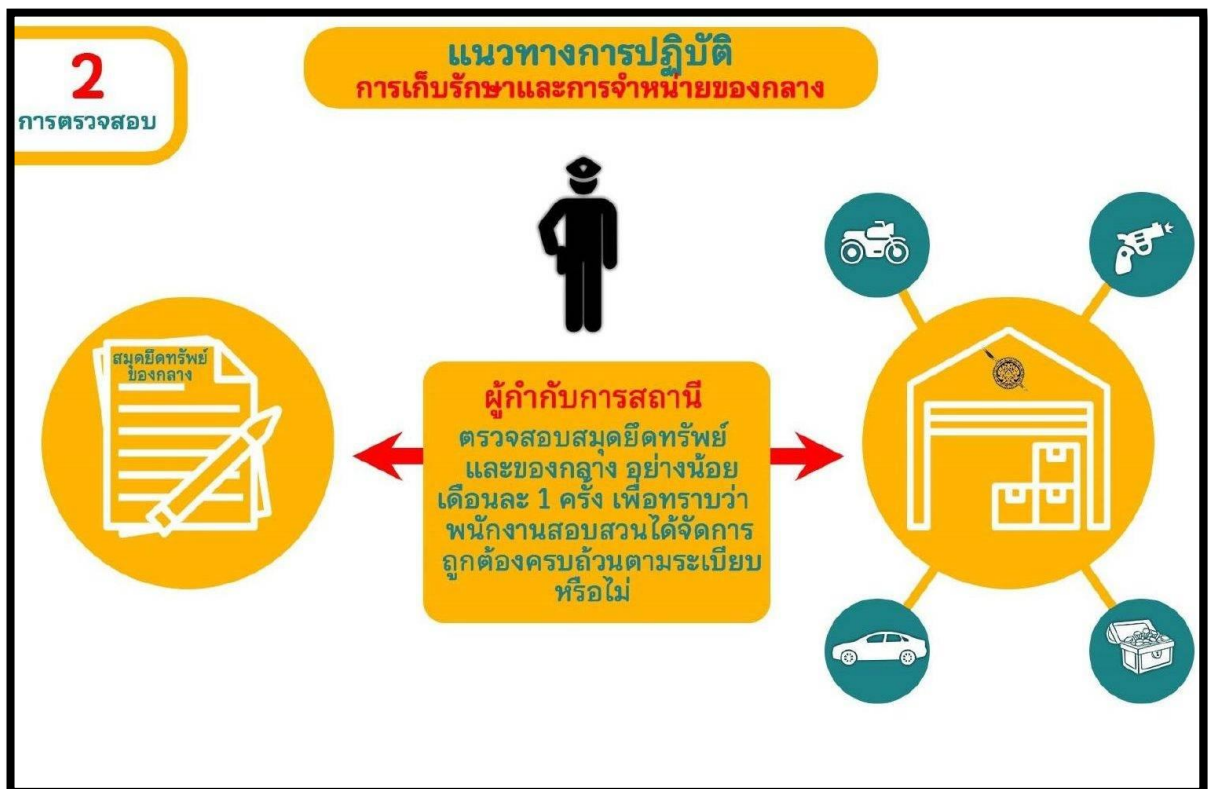 2
การตรวจสอบ
แนวทางการปฏิบัติ
การเก็บรักษาและการจำหน่ายของกลาง
สมุดยึดทรัพย์
ของกลาง
ผู้กำกับการสถานี
ตรวจสอบสมุดยึดทรัพย์
และของกลาง อย่างน้อย
เดือนละ 1 ครั้ง เพื่อทราบว่า
พนักงานสอบสวนได้จัดการ
ถูกต้องครบถ้วนตามระเบียบ
หรือไม่